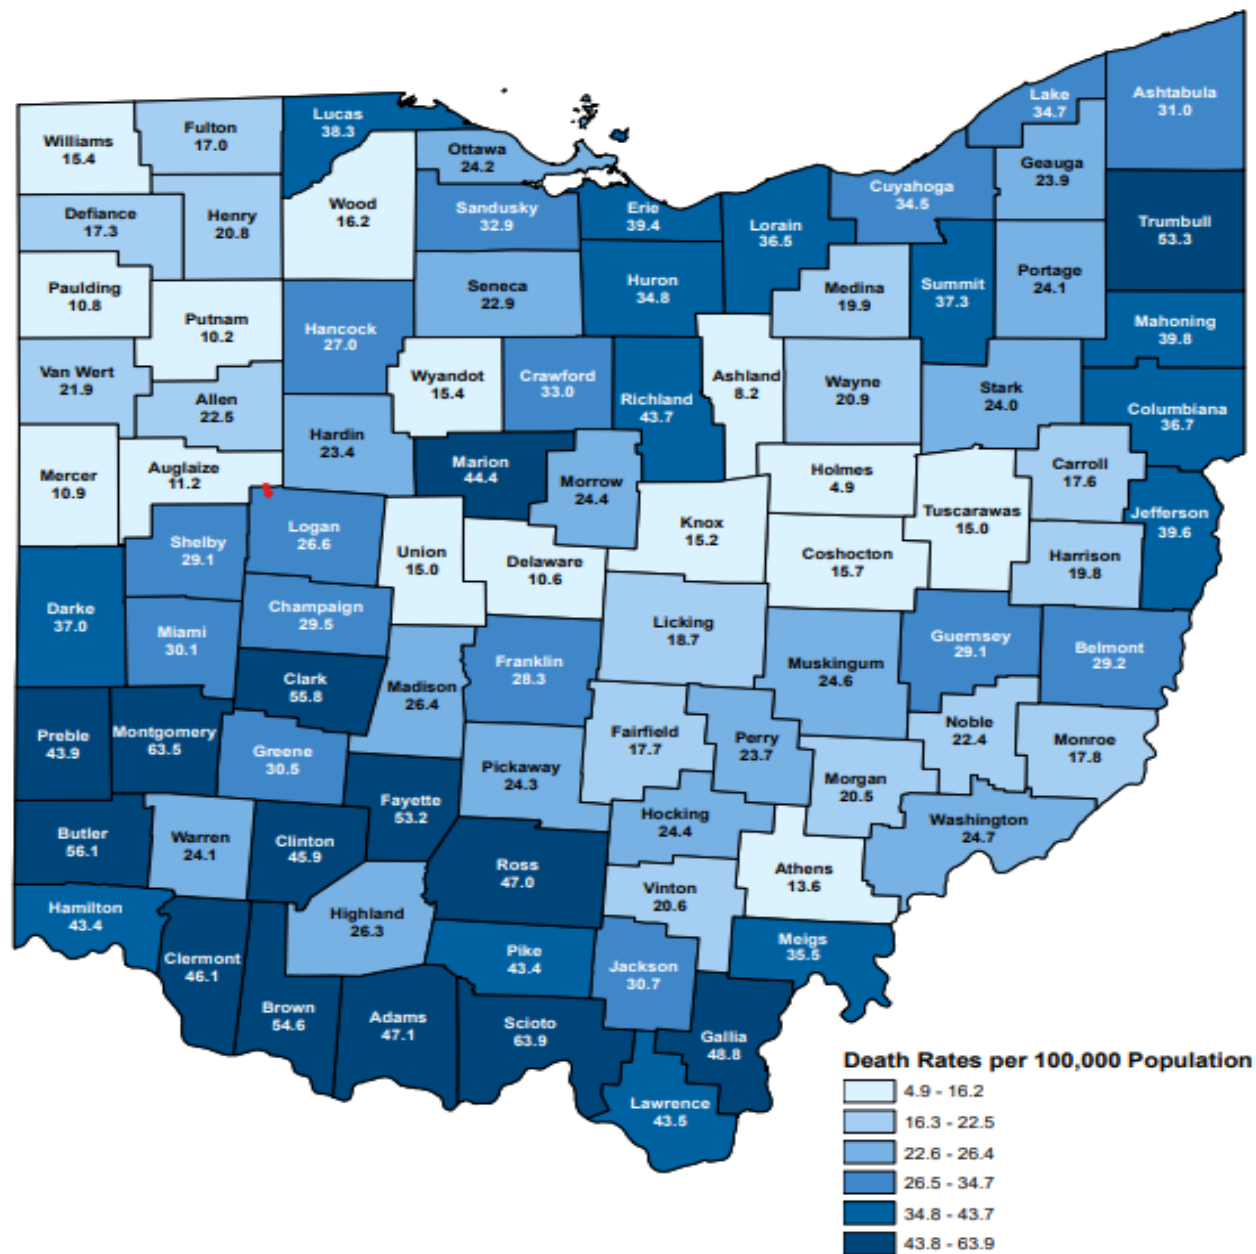 Lake
34.7
Ashtabula
31.0
Lucas
38.3
Fulton
17.0
Williams
15.4
Ottawa
24.2
Geauga
23.9
Cuyahoga
34.5
Wood
16.2
Sandusky
32.9
Erie
39.4
Lorain
36.5
Trumbull
53.3
Defiance
17.3
Henry
20.8
Portage
24.1
Summit
37.3
Medina
19.9
Huron
34.8
Seneca
22.9
Paulding
10.8
Putnam
10.2
Hancock
27.0
Mahoning
39.8
Van Wert
21.9
Allen
22.5
Wyandot
15.4
Crawford
33.0
Richland
43.7
Ashland
8.2
Wayne
20.9
Stark
24.0
Columbiana
36.7
Hardin
23.4
Mercer
10.9
Auglaize
11.2
Marion
44.4
Morrow
24.4
Holmes
4.9
Carroll
17.6
Tuscarawas
15.0
Jefferson
39.6
Logan
26.6
Knox
15.2
Shelby
29.1
Union
15.0
Delaware
10.6
Coshocton
15.7
Harrison
19.8
Darke
37.0
Miami
30.1
Champaign
29.5
Licking
18.7
Guernsey
29.1
Belmont
29.2
Franklin
28.3
Muskingum
24.6
Clark
55.8
Madison
26.4
Preble
43.9
Montgomery
63.5
Greene
30.5
Fairfield
17.7
Perry
23.7
Noble
22.4
Monroe
17.8
Pickaway
24.3
Morgan
20.5
Fayette
53.2
Hocking
24.4
Washington
24.7
Butler
56.1
Warren
24.1
Clinton
45.9
Ross
47.0
Athens
13.6
Vinton
20.6
Hamilton
43.4
Highland
26.3
Meigs
35.5
Pike
43.4
Jackson
30.7
Clermont
46.1
Brown
54.6
Adams
47.1
Scioto
63.9
Gallia
48.8
Lawrence
43.5
Death Rates per 100,000 Population
4.9 - 16.2
16.3 - 22.5
22.6 - 26.4
26.5 - 34.7
34.8 - 43.7
43.8 - 63.9